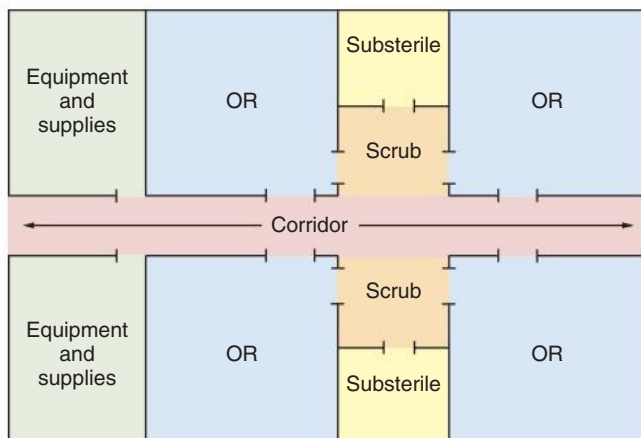 Substerile
Equipment
and
supplies
OR
OR
Scrub
Corridor
Scrub
Equipment
and
supplies
OR
OR
Substerile